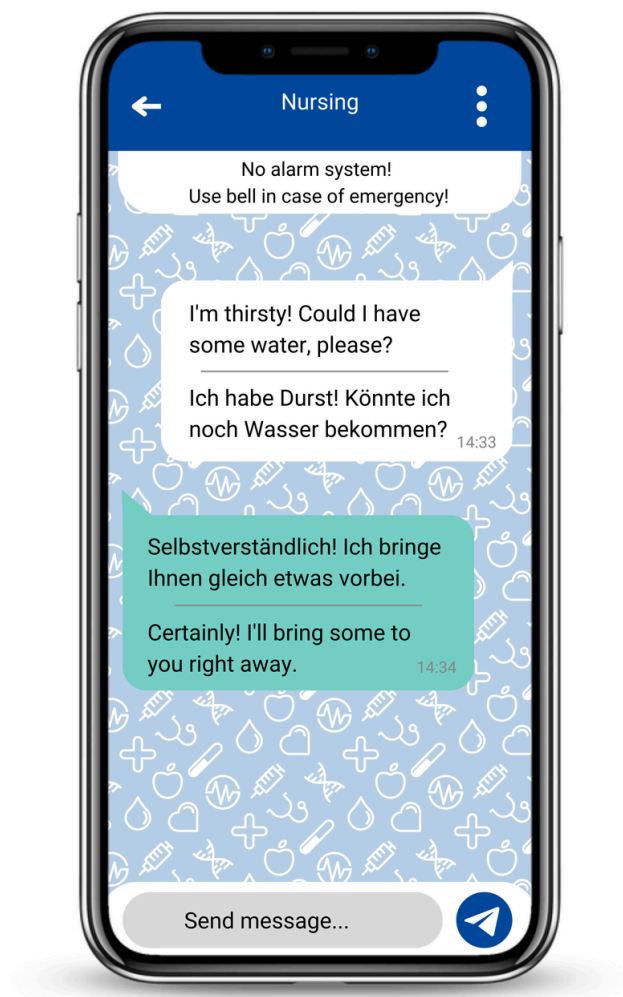 Nursing
No alarm system!
Use bell in case of emergency!
I'm thirsty! Could I have
some water, please?
Ich habe Durst! Könnte ich
noch Wasser bekommen?
14:33
Selbstverständlich! Ich bringe
Ihnen gleich etwas vorbei.
Certainly! I'll bring some to
you right away.
14:34
Send message...